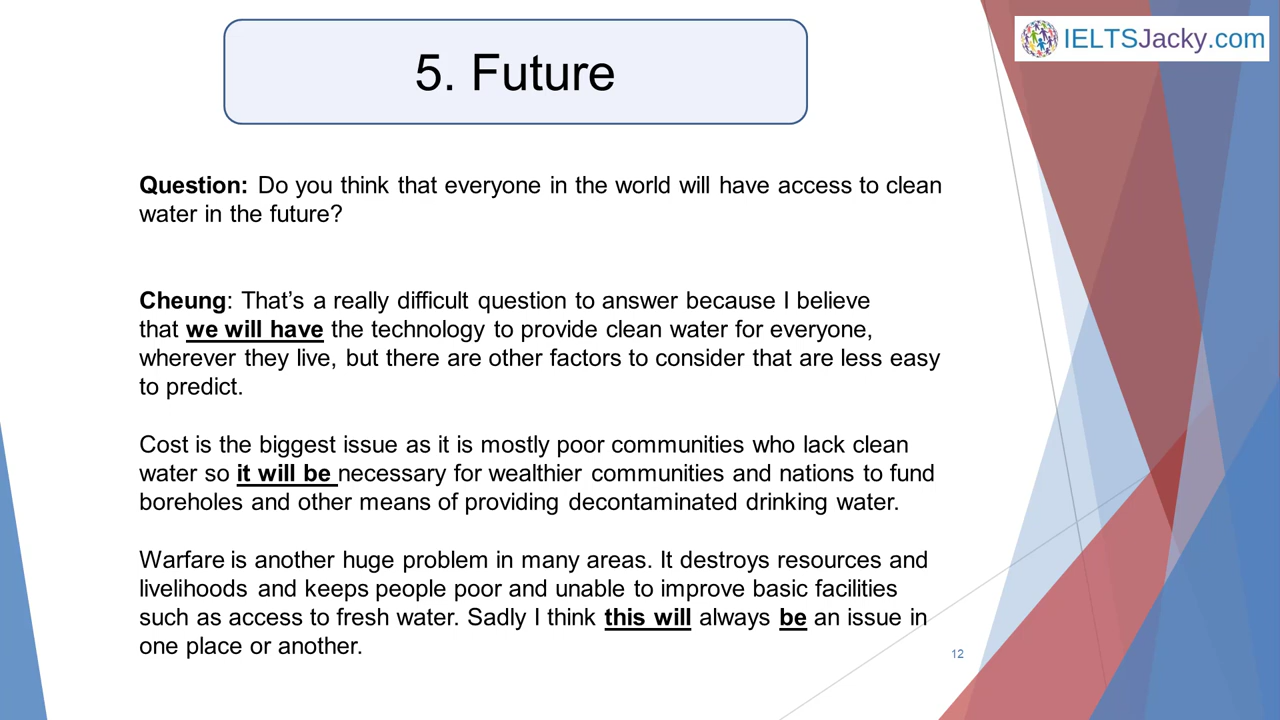 5. Future
IELTSJacky.com
Question: Do you think that everyone in the world will have access to clean
water in the future?
Cheung: That’s a really difficult question to answer because I believe
that we will have the technology to provide clean water for everyone,
wherever they live, but there are other factors to consider that are less easy
to predict.
Cost is the biggest issue as it is mostly poor communities who lack clean
water so it will be necessary for wealthier communities and nations to fund
boreholes and other means of providing decontaminated drinking water.
Warfare is another huge problem in many areas. It destroys resources and
livelihoods and keeps people poor and unable to improve basic facilities
such as access to fresh water. Sadly I think this will always be an issue in
one place or another.
12